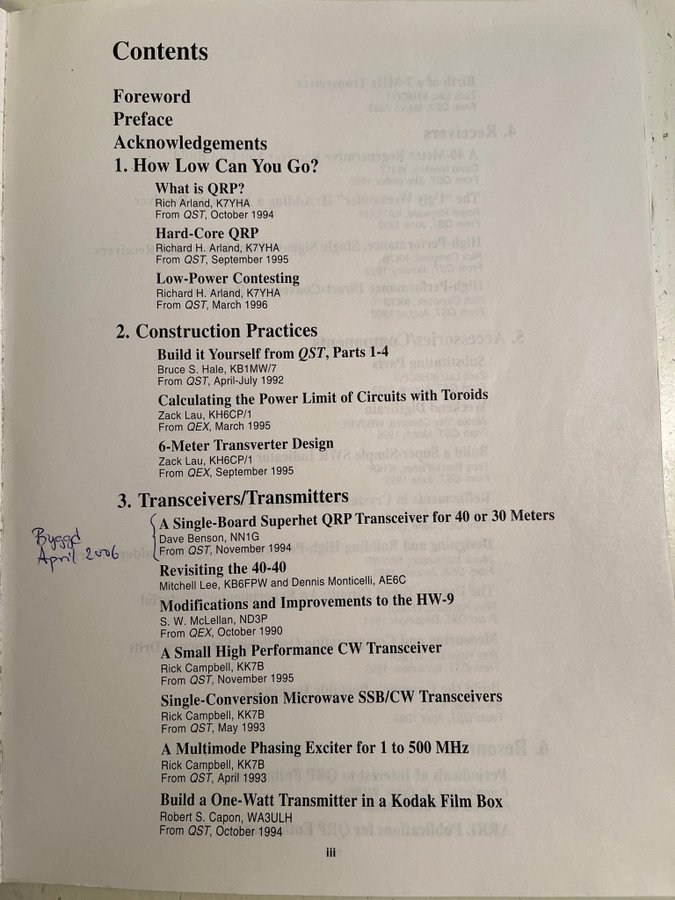 Contents
Foreword
Preface
Acknowledgements
1. How Low Can You Go?
What is QRP?
Rich Arland, K7YHA
From QST, October 1994
Hard-Core QRP
Richard H. Arland, K7YHA
From QST, September 1995
Low-Power Contesting
Richard H. Arland, K7YHA
From QST, March 1996
2. Construction Practices
Build it Yourself from QST, Parts 1-4
Bruce S. Hale, KB1MW/7
From QST, April-July 1992
Calculating the Power Limit of Circuits with Toroids
Zack Lau, KH6CP/1
From QEX, March 1995
6-Meter Transverter Design
Zack Lau, KH6CP/1
From QEX, September 1995
3. Transceivers/Transmitters
A Single-Board Superhet QRP Transceiver for 40 or 30 Meters
Dave Benson, NN1G
From QST, November 1994
Byggd
April 2006
Revisiting the 40-40
Mitchell Lee, KB6FPW and Dennis Monticelli, AE6C
Modifications and Improvements to the HW-9
S. W. McLellan, ND3P
From QEX, October 1990
A Small High Performance CW Transceiver
Rick Campbell, KK7B
From QST, November 1995
Single-Conversion Microwave SSB/CW Transceivers
Rick Campbell, KK7B
From QST, May 1993
A Multimode Phasing Exciter for 1 to 500 MHz
Rick Campbell, KK7B
From QST, April 1993
Build a One-Watt Transmitter in a Kodak Film Box
Robert S. Capon, WA3ULH
From QST, October 1994
iii